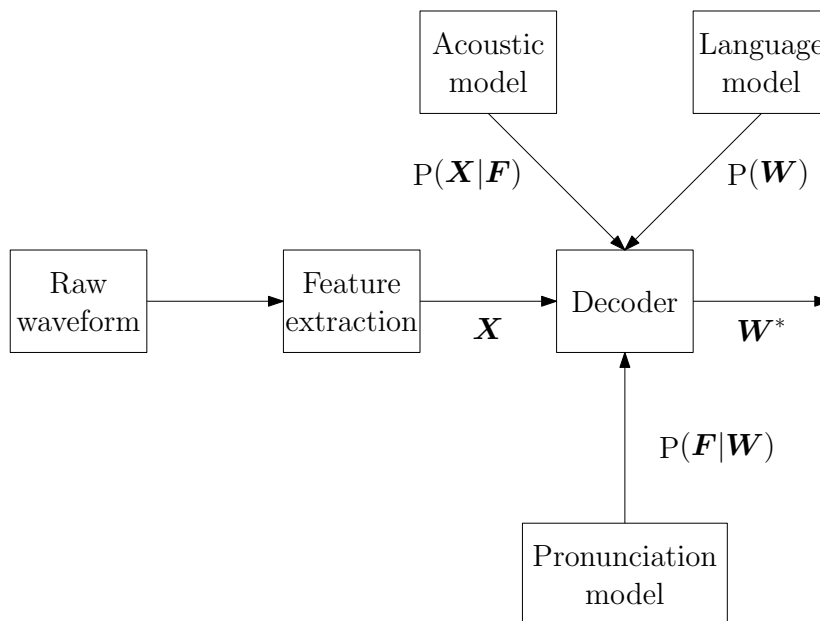 Acoustic
model
Language
model
P(X|F)
P(W)
Raw
waveform
Feature
extraction
X
Decoder
W*
P(F|W)
Pronunciation
model